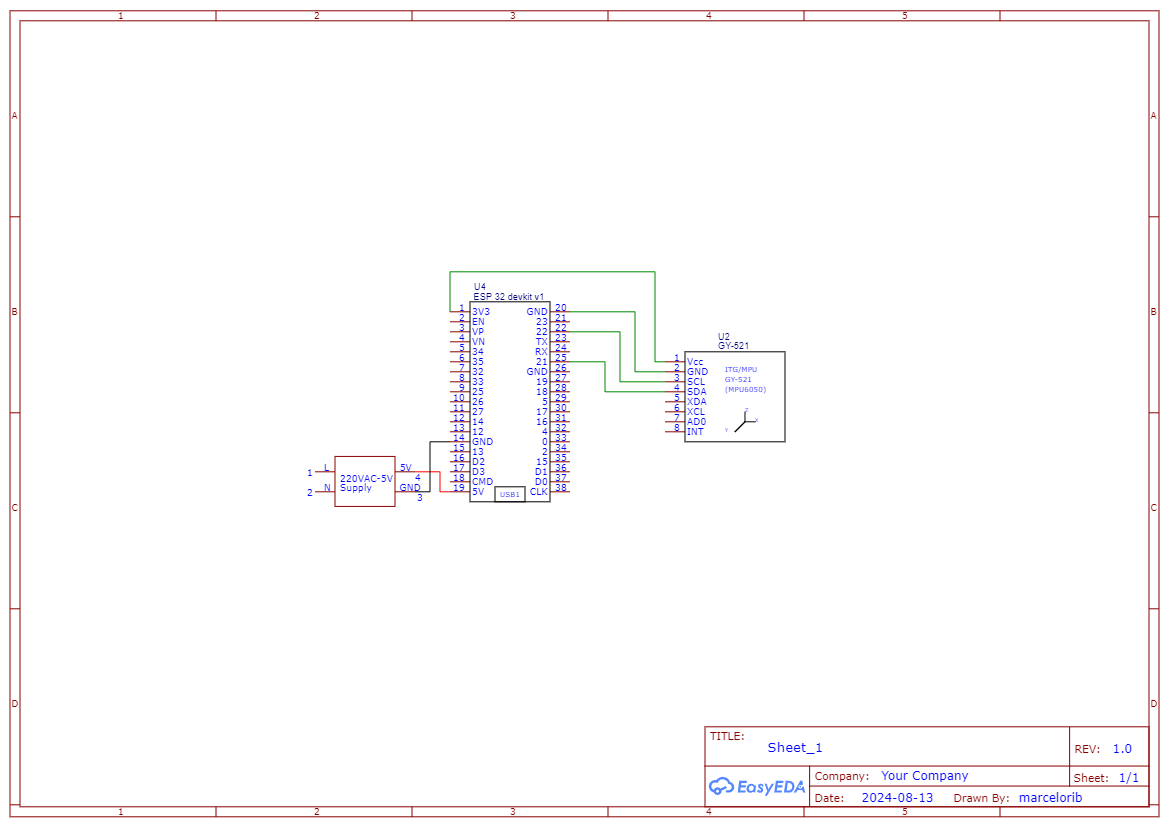 1 2 3 4 5
A A
B B
C C
D D
U4
ESP 32 devkit v1
1 3V3 GND 20
2 EN 23 21
3 VP 22 22
4 VN TX 23
5 34 RX 24
6 35 21 25
7 32 GND 26
8 33 19 27
9 25 18 28
10 26 5 29
11 27 17 30
12 14 16 31
13 12 4 32
14 GND 0 33
15 13 2 34
16 D2 15 35
17 D3 D1 36
18 CMD D0 37
19 5V CLK 38
USB1
U2
GY-521
1 Vcc
2 GND
3 SCL
4 SDA
5 XDA
6 XCL
7 AD0
8 INT
ITG/MPU
GY-521
(MPU6050)
Z
X
Y
1 L 5V 4
220VAC-5V
Supply
2 N GND 3
TITLE:
Sheet_1
REV: 1.0
EasyEDA
Company: Your Company
Sheet: 1/1
Date: 2024-08-13 Drawn By: marcelorib
1 2 3 4 5